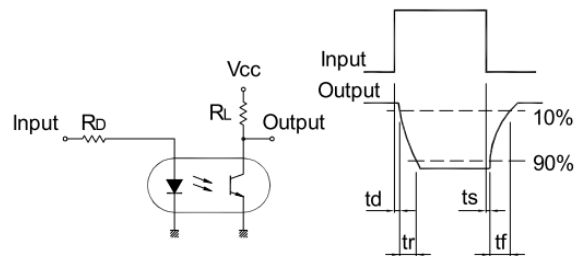 Vcc
RL
Input
RD
Output
Input
Output
10%
90%
td
ts
tr
tf